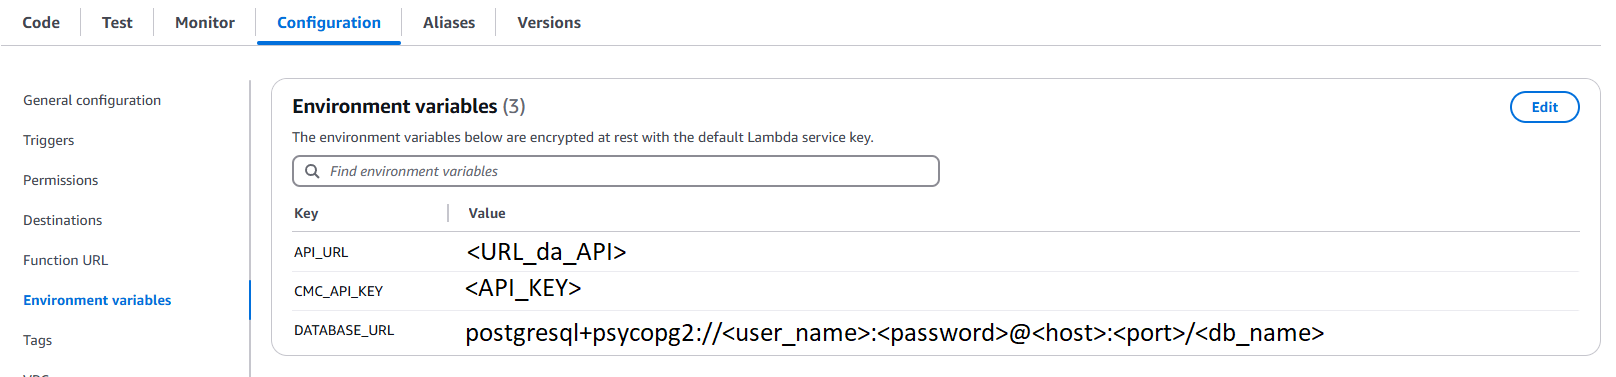 Code Test Monitor Configuration Aliases Versions
General configuration
Triggers
Permissions
Destinations
Function URL
Environment variables
Tags
Environment variables (3)
Edit
The environment variables below are encrypted at rest with the default Lambda service key.
Find environment variables
Key Value
API_URL <URL_da_API>
CMC_API_KEY <API_KEY>
DATABASE_URL postgresql+psycopg2://<user_name>:<password>@<host>:<port>/<db_name>